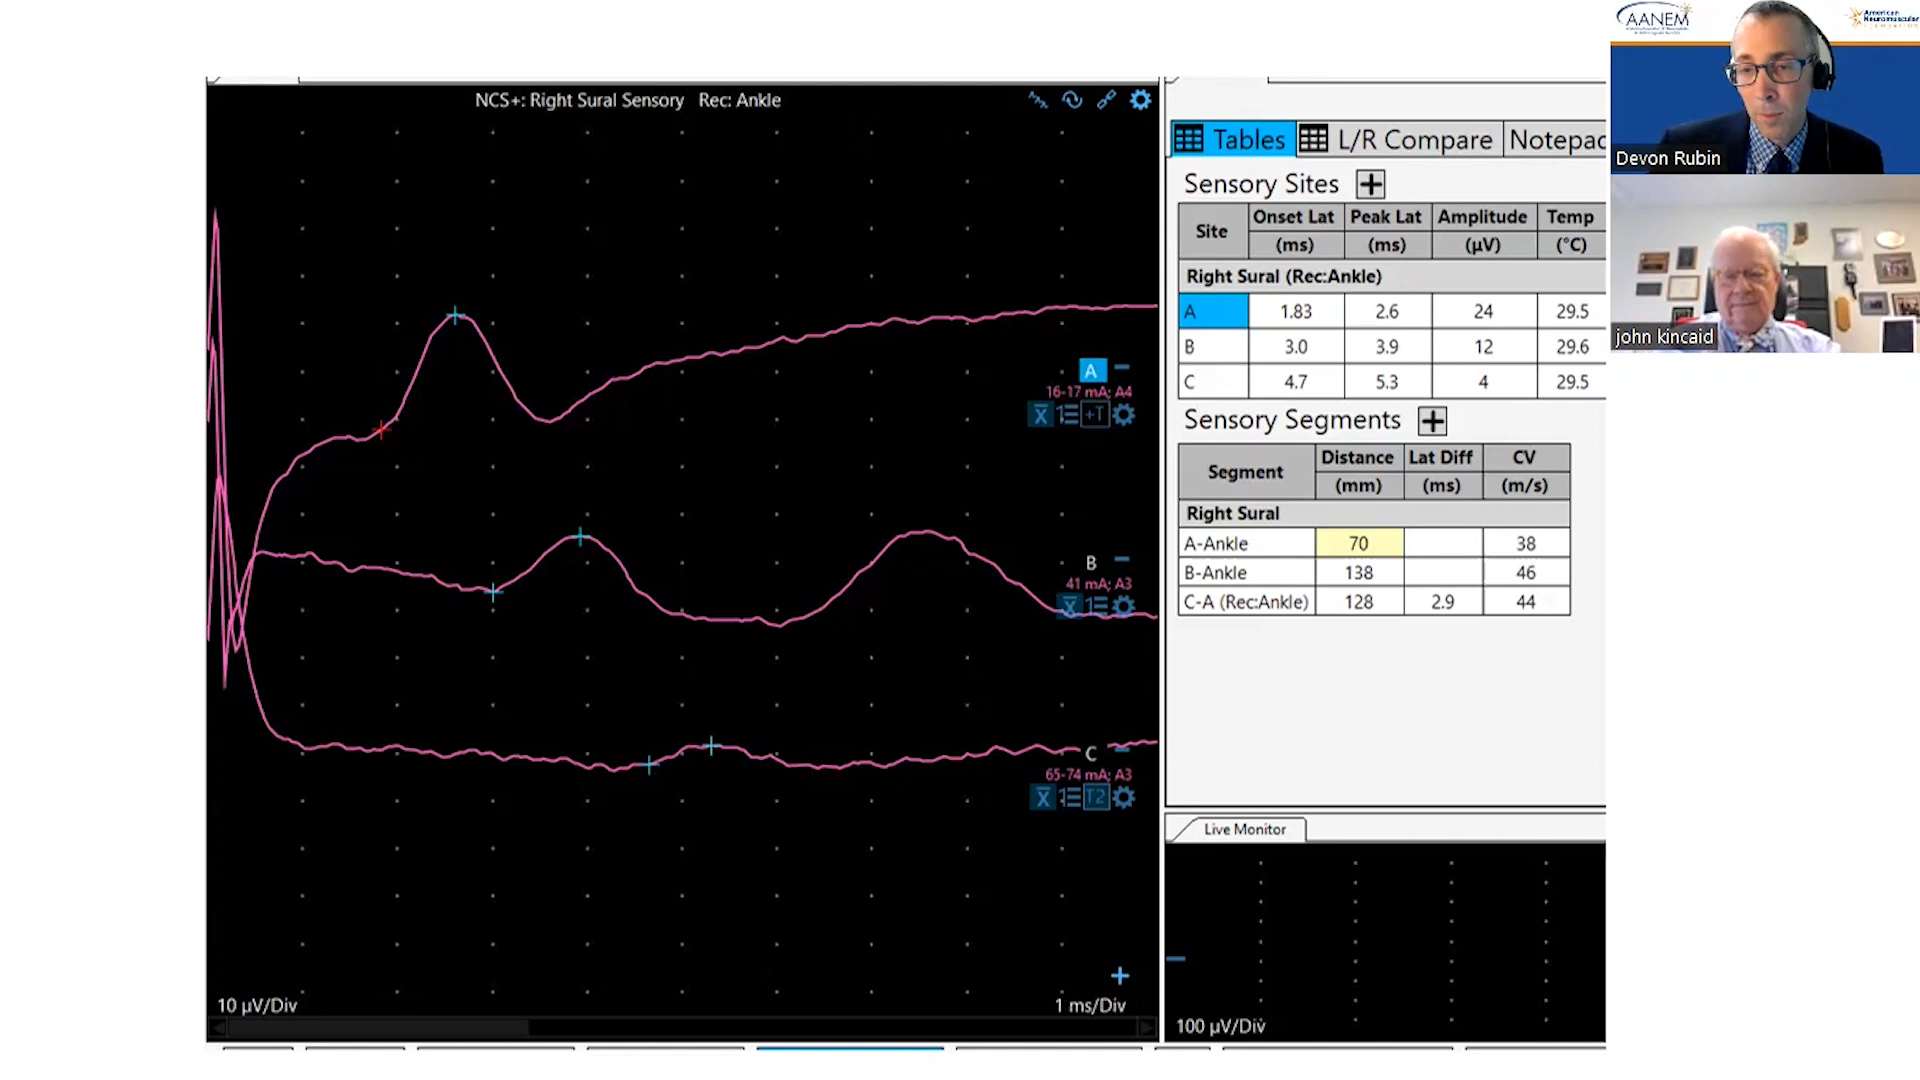 NCS+: Right Sural Sensory Rec: Ankle
A
16-17 mA; A4
X +T
B
41 mA; A3
X
C
65-74 mA; A3
X T2
10 µV/Div
1 ms/Div
Tables
L/R Compare
Notepad
Sensory Sites
Site Onset Lat Peak Lat Amplitude Temp
(ms) (ms) (µV) (°C)
Right Sural (Rec:Ankle)
A 1.83 2.6 24 29.5
B 3.0 3.9 12 29.6
C 4.7 5.3 4 29.5
Sensory Segments
Segment Distance Lat Diff CV
(mm) (ms) (m/s)
Right Sural
A-Ankle 70 38
B-Ankle 138 46
C-A (Rec:Ankle) 128 2.9 44
Live Monitor
100 µV/Div
AANEM
American
Neuromuscular
Devon Rubin
john kincaid